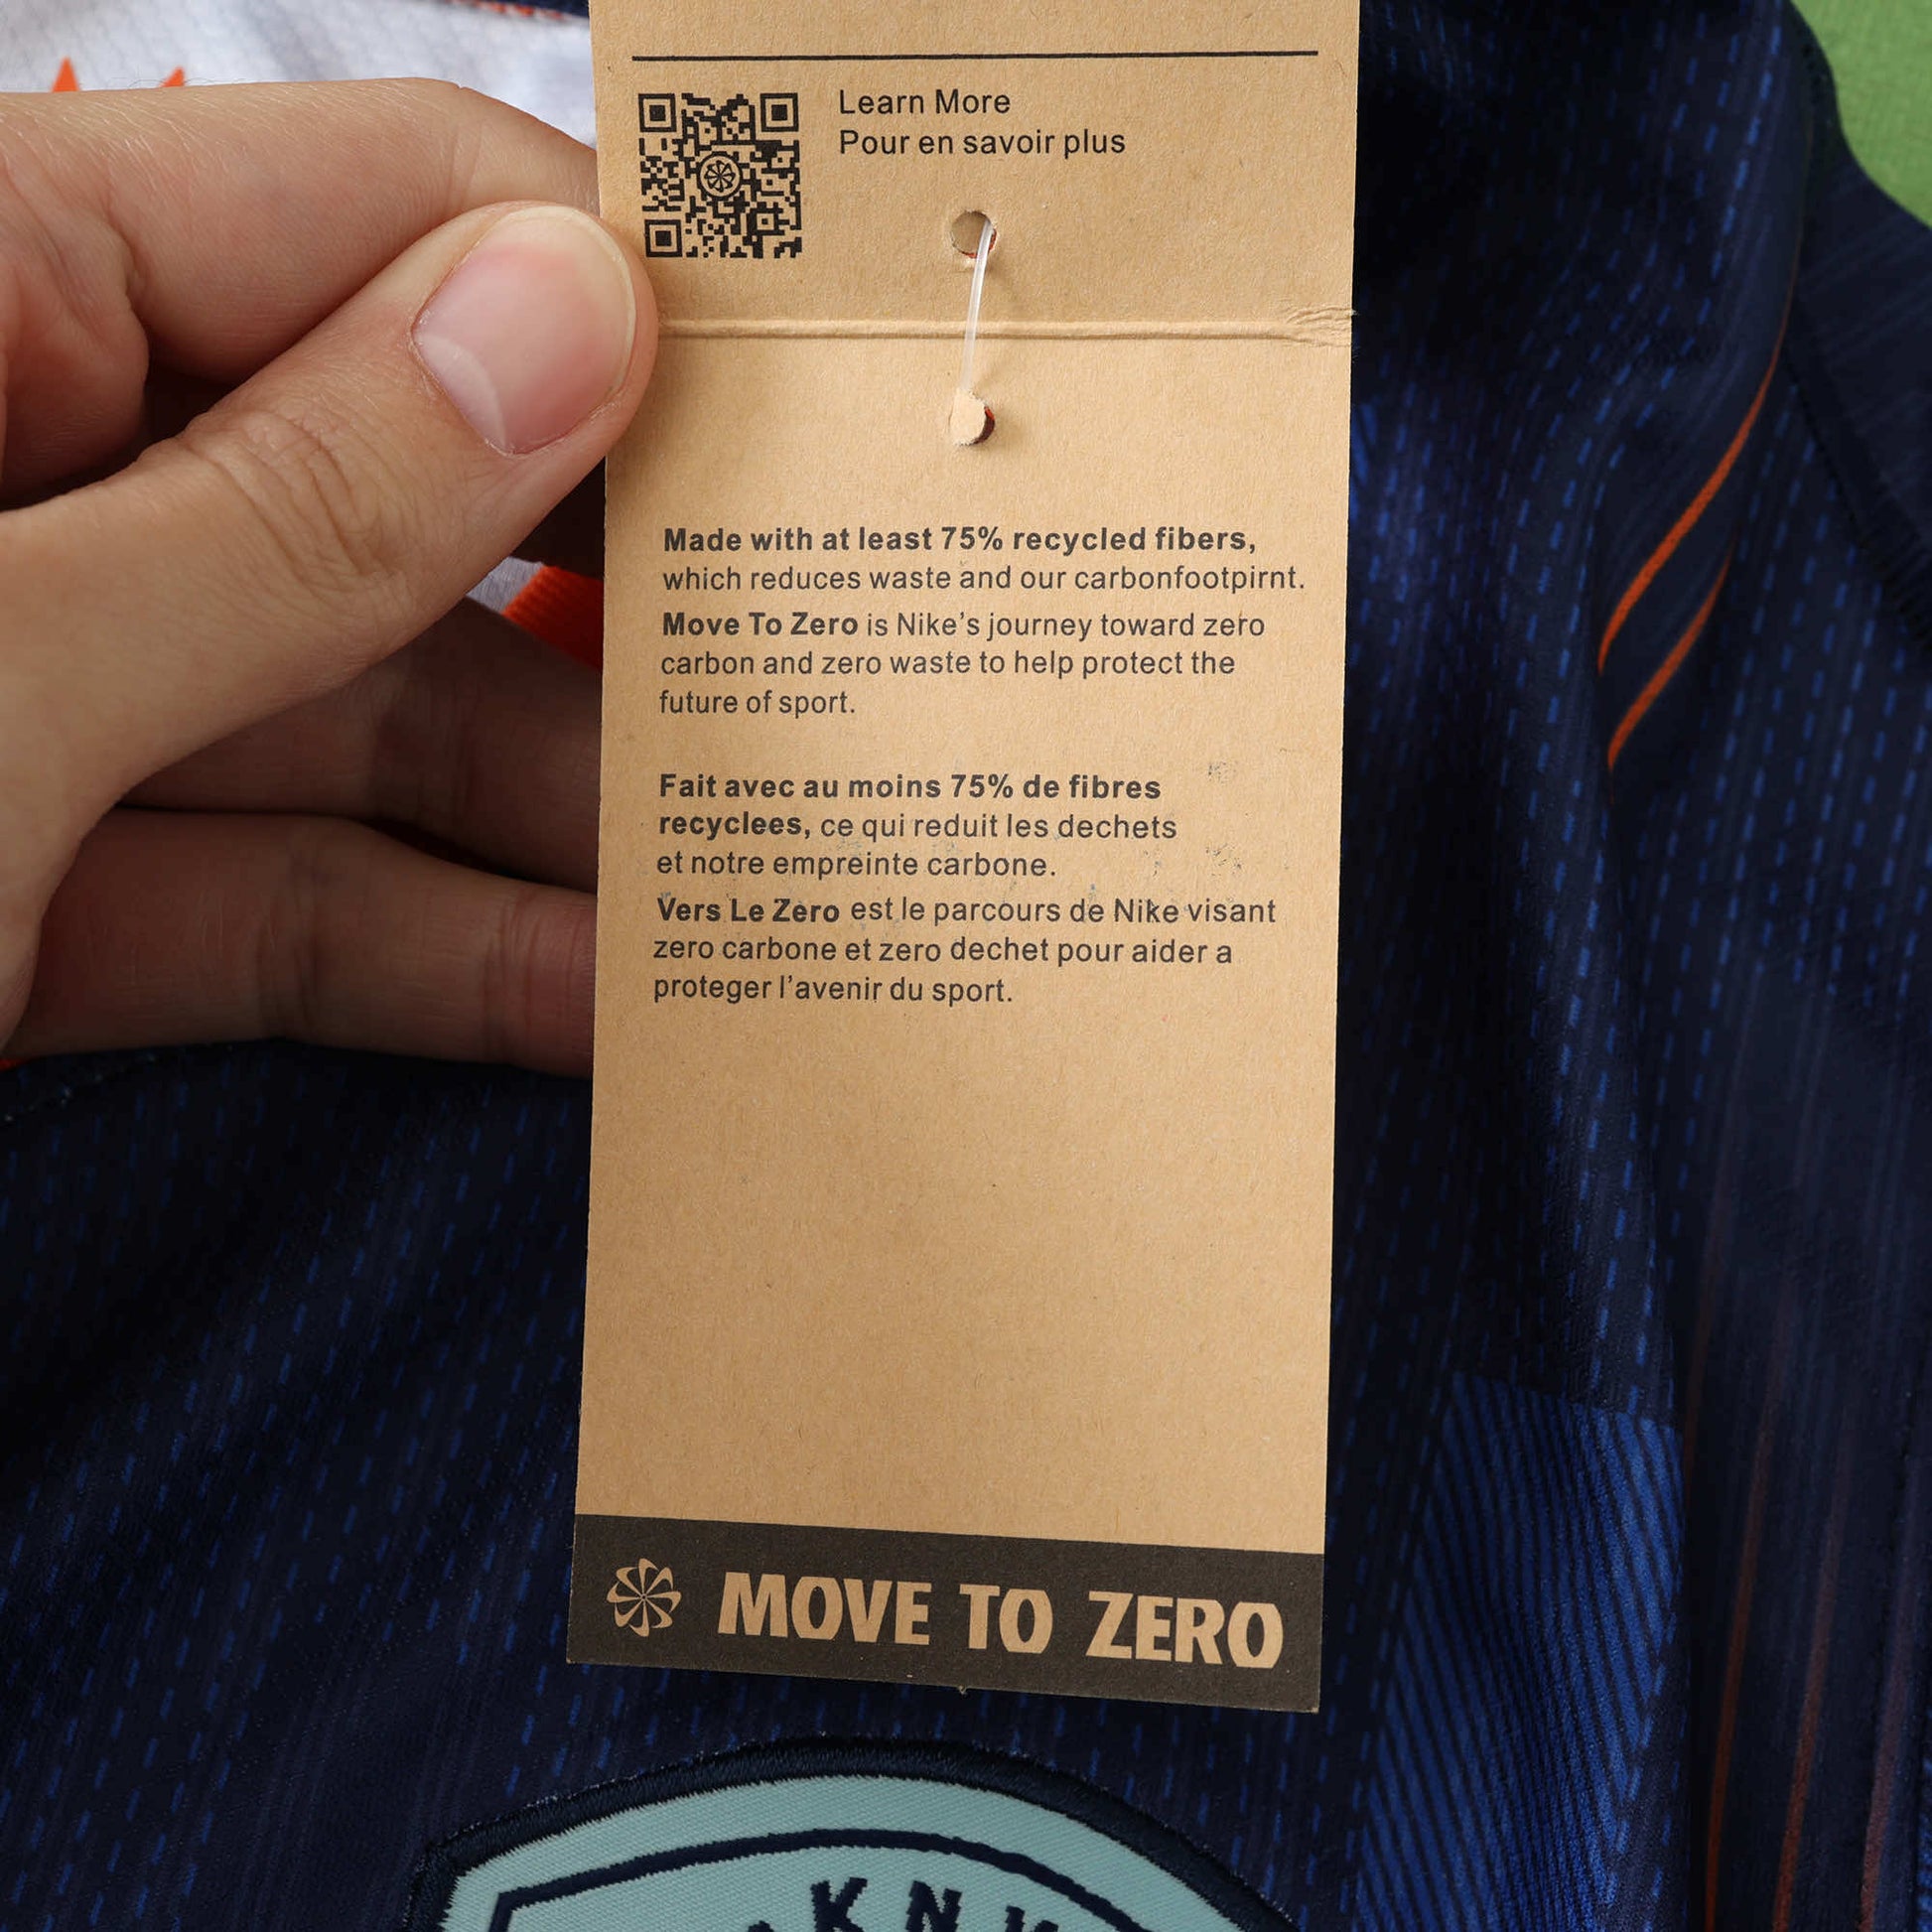 Learn More
Pour en savoir plus
Made with at least 75% recycled fibers,
which reduces waste and our carbonfootpirnt.
Move To Zero is Nike's journey toward zero
carbon and zero waste to help protect the
future of sport.
Fait avec au moins 75% de fibres
recyclees, ce qui reduit les dechets
et notre empreinte carbone.
Vers Le Zero est le parcours de Nike visant
zero carbone et zero dechet pour aider a
proteger l'avenir du sport.
MOVE TO ZERO